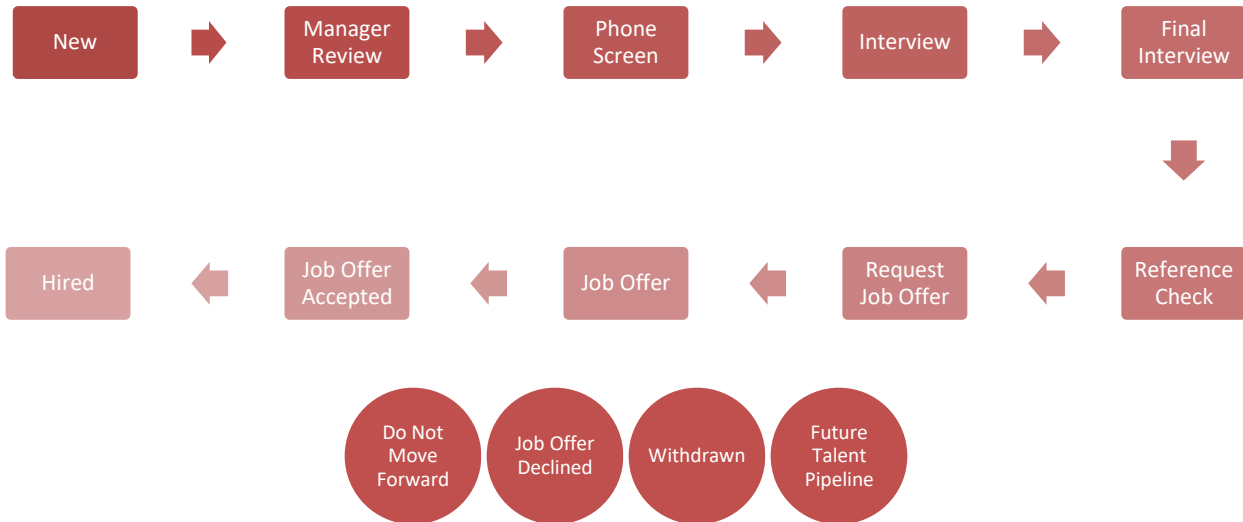 New
Manager
Review
Phone
Screen
Interview
Final
Interview
Hired
Job Offer
Accepted
Job Offer
Request
Job Offer
Reference
Check
Do Not
Move
Forward
Job Offer
Declined
Withdrawn
Future
Talent
Pipeline